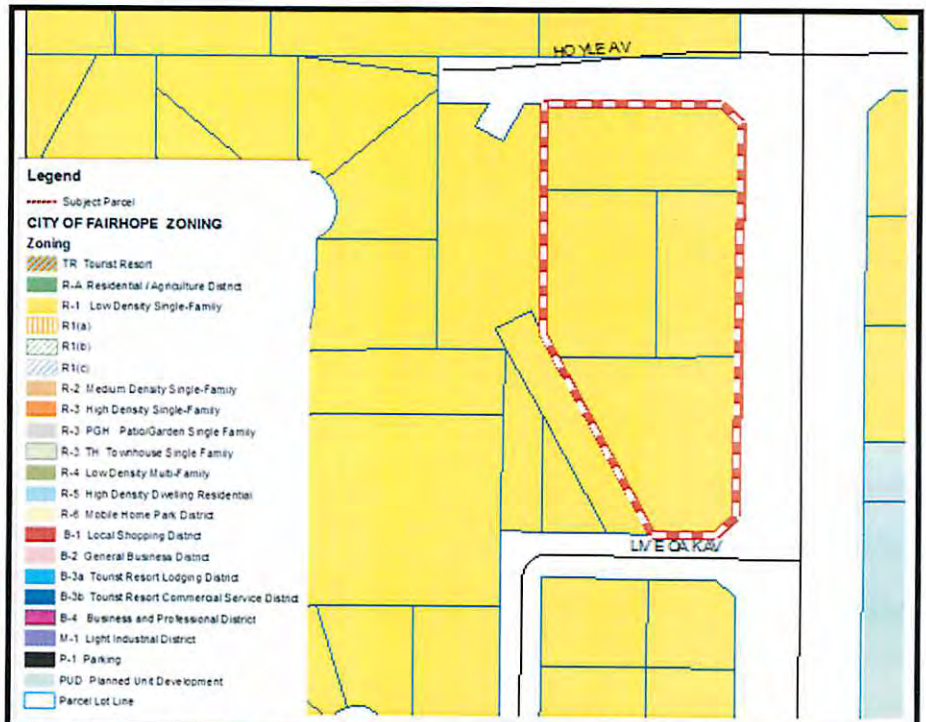 HOYLE AV
Legend
Subject Parcel
CITY OF FAIRHOPE ZONING
Zoning
TR Tourist Resort
R-A Residential / Agriculture District
R-1 Low Density Single-Family
R1(a)
R1(b)
R1(c)
R-2 Medium Density Single-Family
R-3 High Density Single-Family
R-3 PGH Patio/Garden Single Family
R-3 TH Townhouse Single Family
R-4 Low Density Multi-Family
R-5 High Density Dwelling Residential
R-6 Mobile Home Park District
B-1 Local Shopping District
B-2 General Business District
B-3a Tourist Resort Lodging District
B-3b Tourist Resort Commercial Service District
B-4 Business and Professional District
M-1 Light Industrial District
P-1 Parking
PUD Planned Unit Development
Parcel Lot Line
LIVE OAK AV